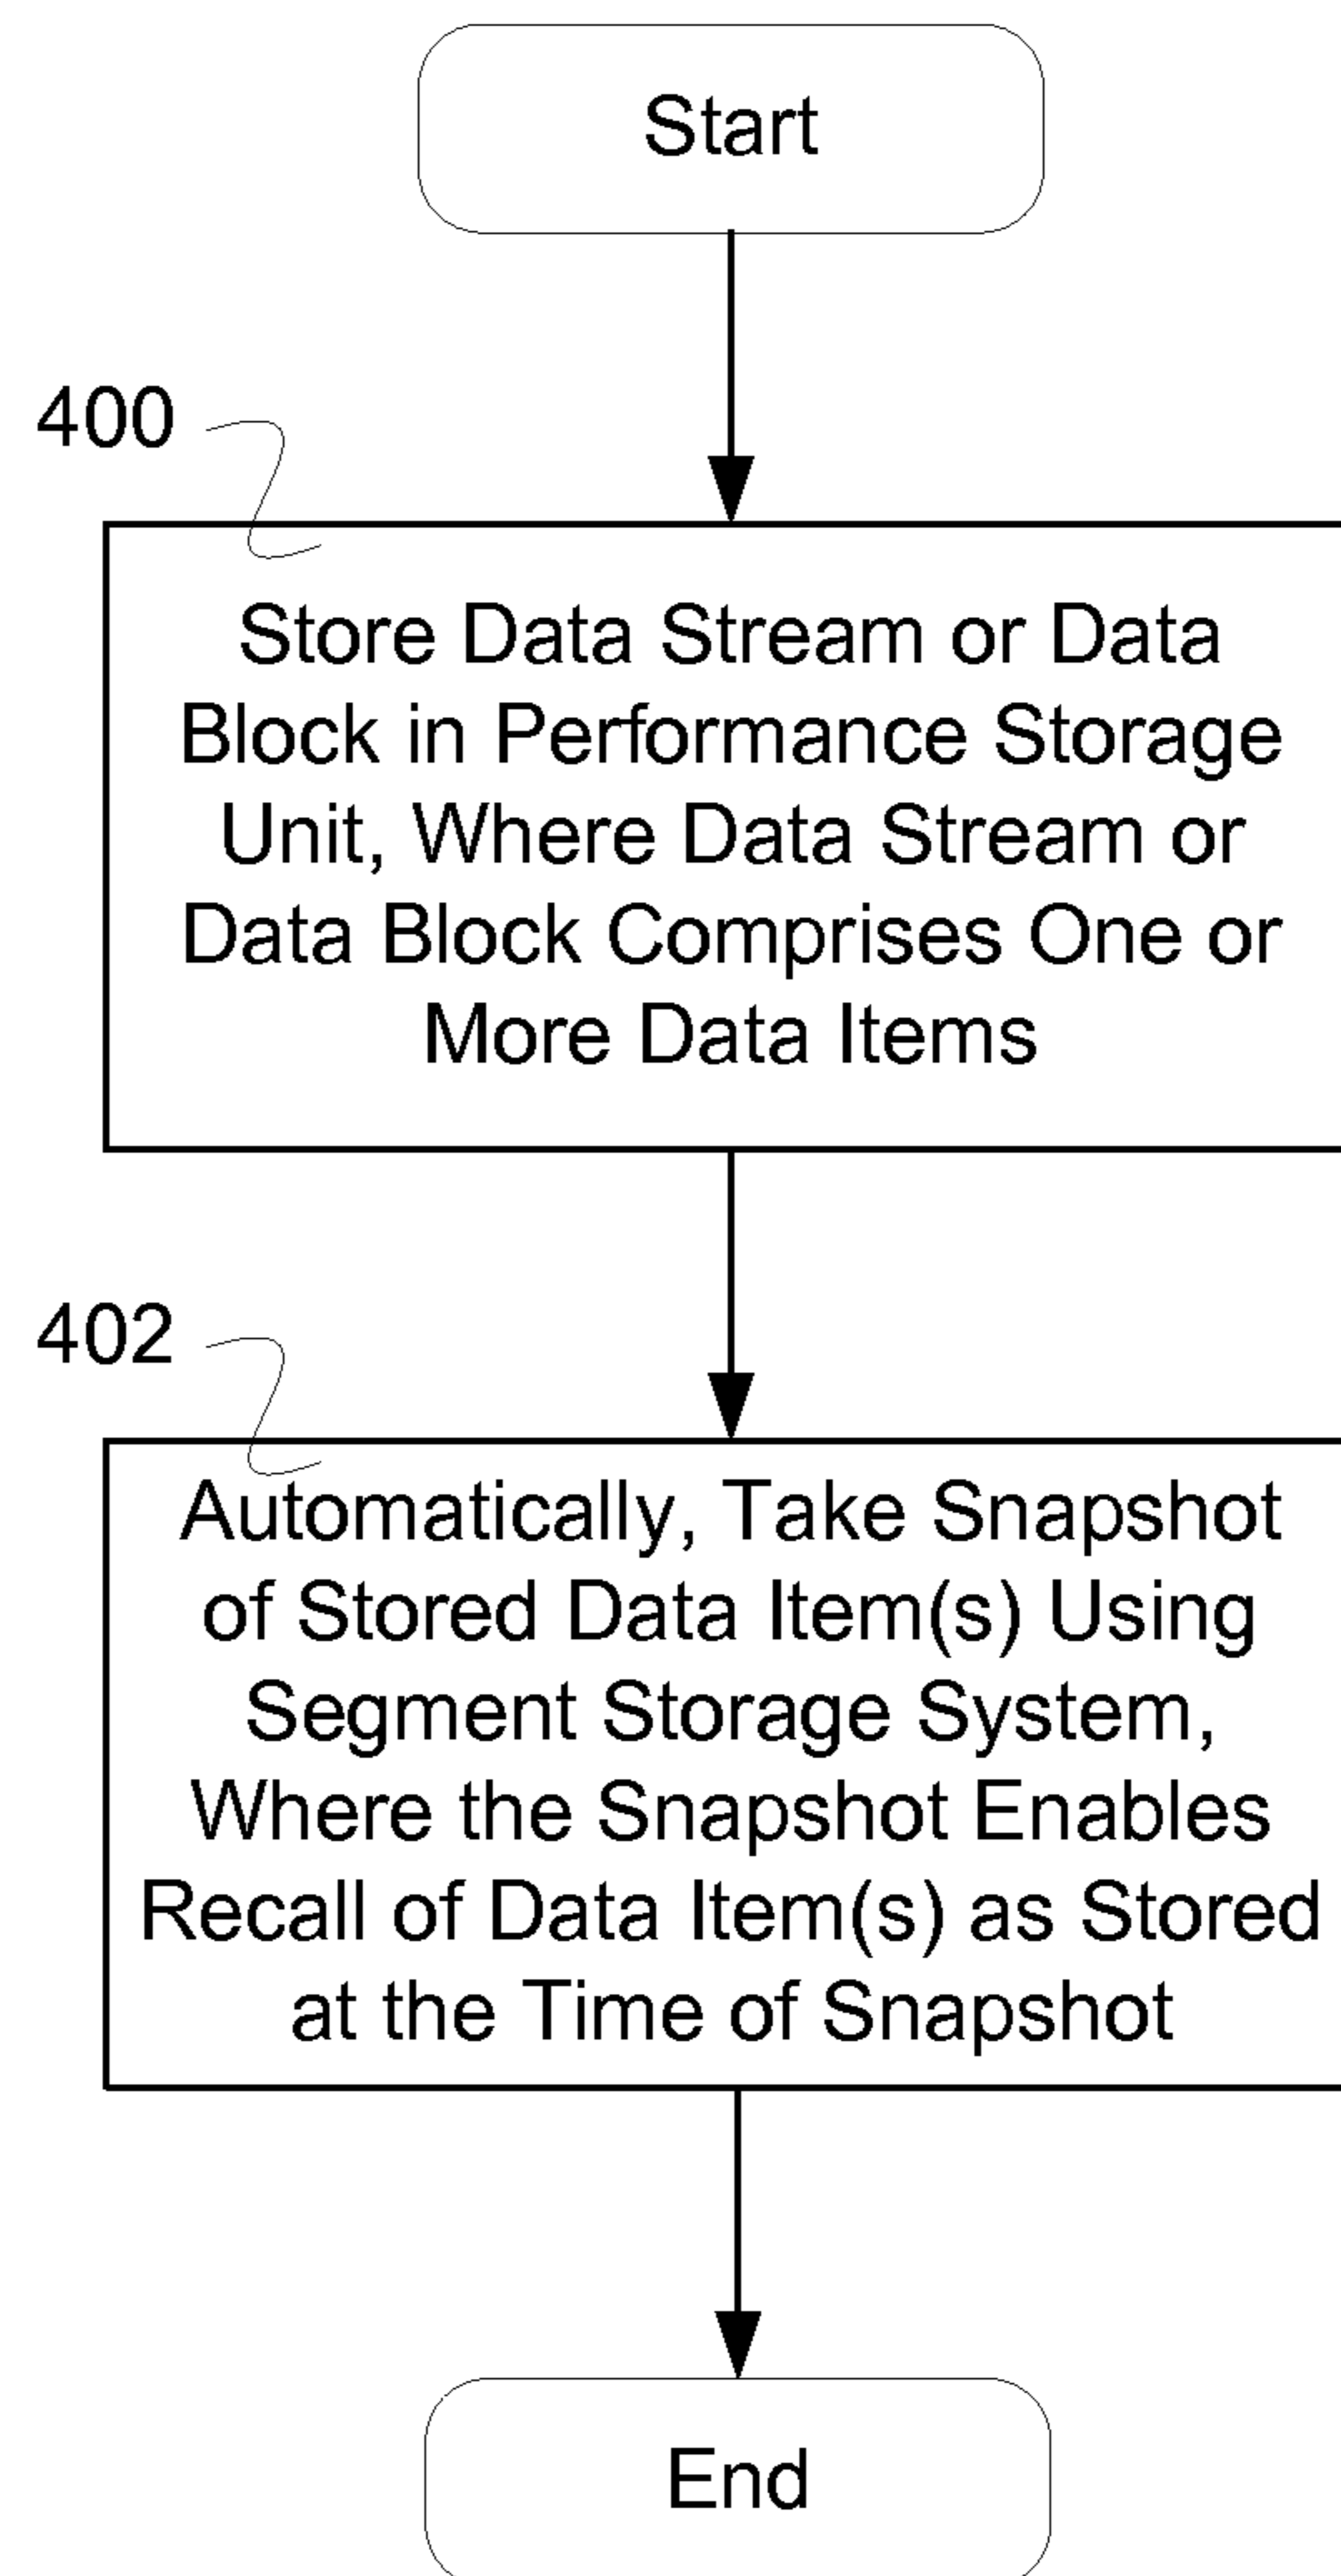 Start
400
Store Data Stream or Data
Block in Performance Storage
Unit, Where Data Stream or
Data Block Comprises One or
More Data Items
402
Automatically, Take Snapshot
of Stored Data Item(s) Using
Segment Storage System,
Where the Snapshot Enables
Recall of Data Item(s) as Stored
at the Time of Snapshot
End